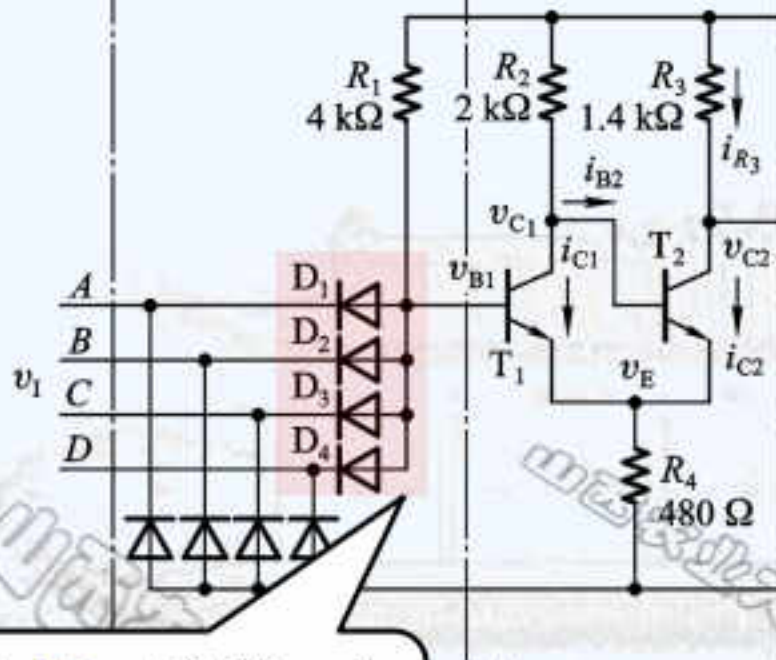 R1
4 kΩ
R2
2 kΩ
R3
1.4 kΩ
iR3
iB2
vC1
iC1
T2
vC2
vB1
T1
iC2
vE
R4
480 Ω
A
B
C
D
vI
D1
D2
D3
D4